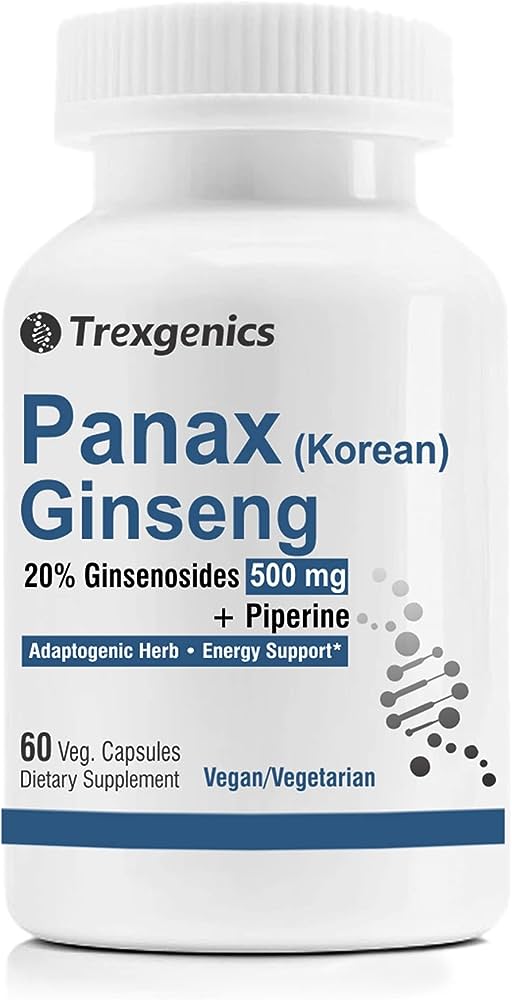 Trexgenics
Panax (Korean)
Ginseng
20% Ginsenosides 500 mg
+ Piperine
Adaptogenic Herb • Energy Support*
60 Veg. Capsules
Dietary Supplement Vegan/Vegetarian